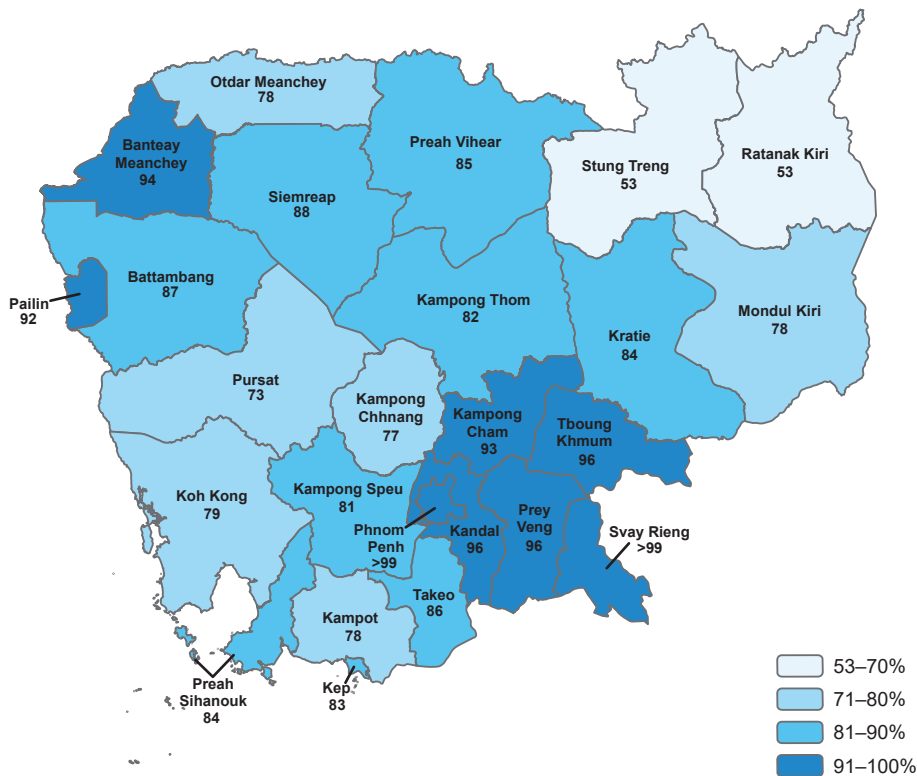 Otdar Meanchey
78
Banteay
Meanchey
94
Preah Vihear
85
Stung Treng
53
Ratanak Kiri
53
Siemreap
88
Battambang
87
Pailin
92
Kampong Thom
82
Kratie
84
Mondul Kiri
78
Pursat
73
Kampong
Chhnang
77
Kampong
Cham
93
Tboung
Khmum
96
Koh Kong
79
Kampong Speu
81
Phnom
Penh
>99
Kandal
96
Prey
Veng
96
Svay Rieng
>99
Takeo
86
Kampot
78
Preah
Sihanouk
84
Kep
83
53–70%
71–80%
81–90%
91–100%